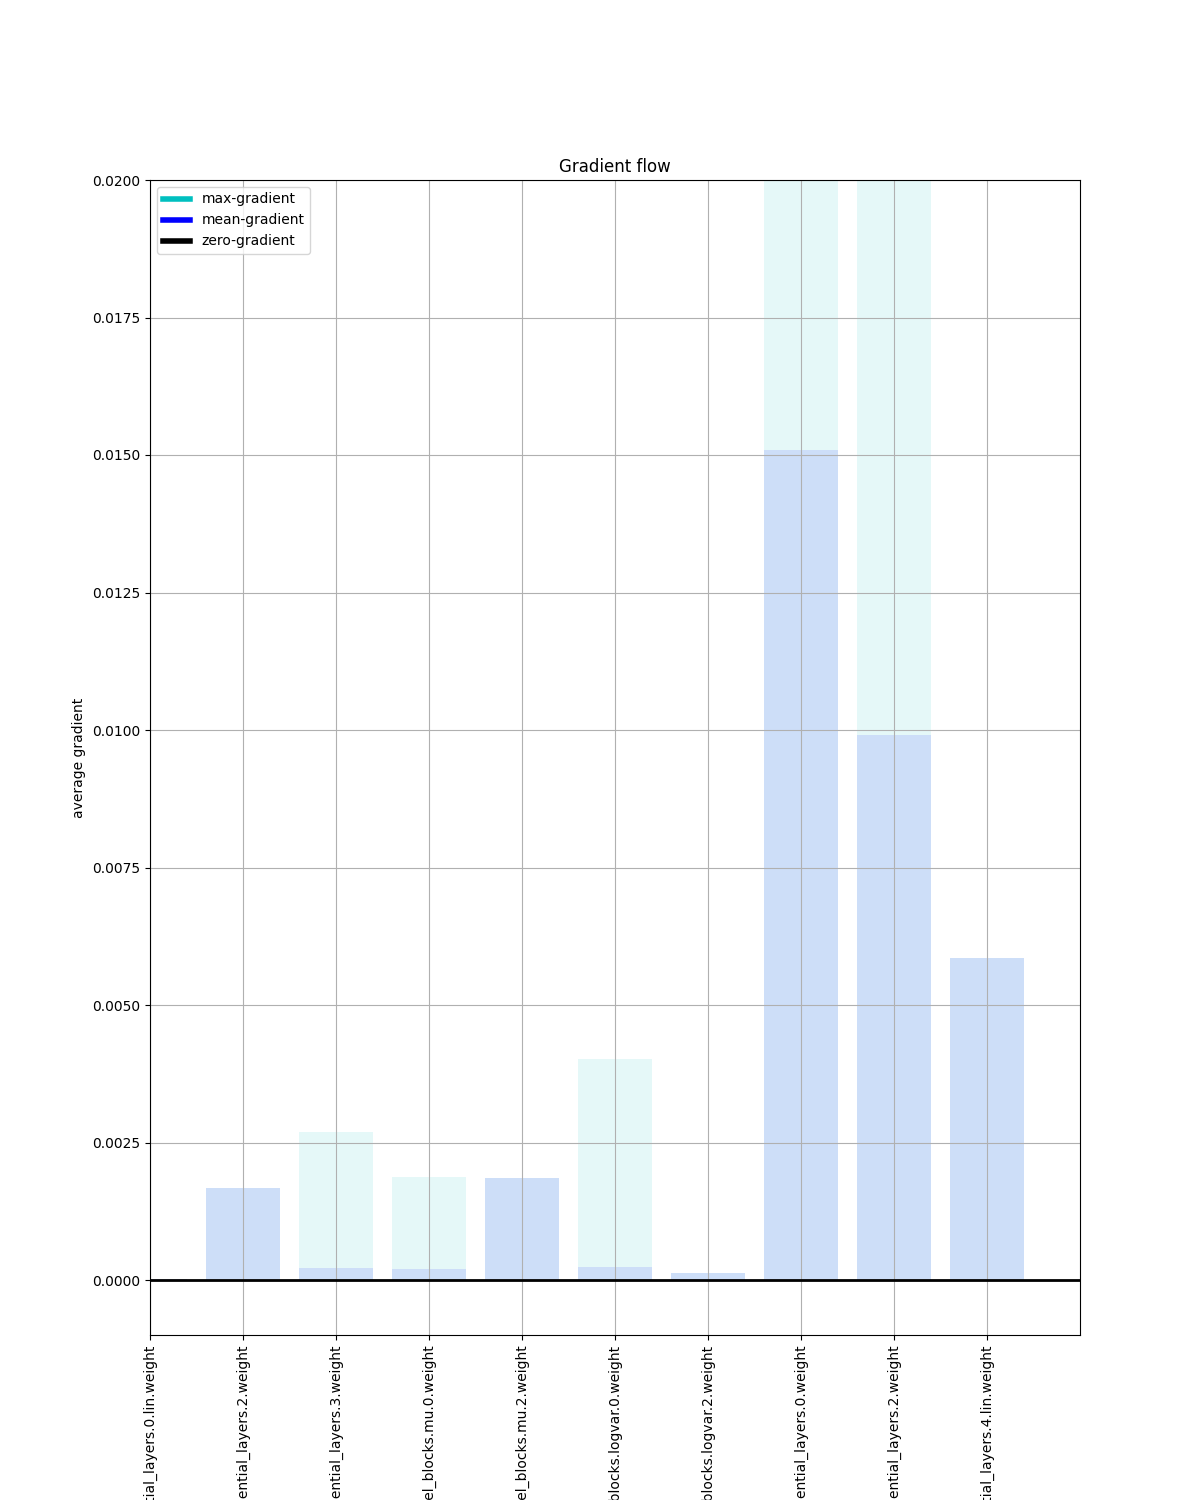 Gradient flow
max-gradient
mean-gradient
zero-gradient
0.0200
0.0175
0.0150
0.0125
0.0100
0.0075
0.0050
0.0025
0.0000
average gradient
tial_layers.0.lin.weight
ential_layers.2.weight
ential_layers.3.weight
el_blocks.mu.0.weight
el_blocks.mu.2.weight
blocks.logvar.0.weight
blocks.logvar.2.weight
ential_layers.0.weight
ential_layers.2.weight
tial_layers.4.lin.weight